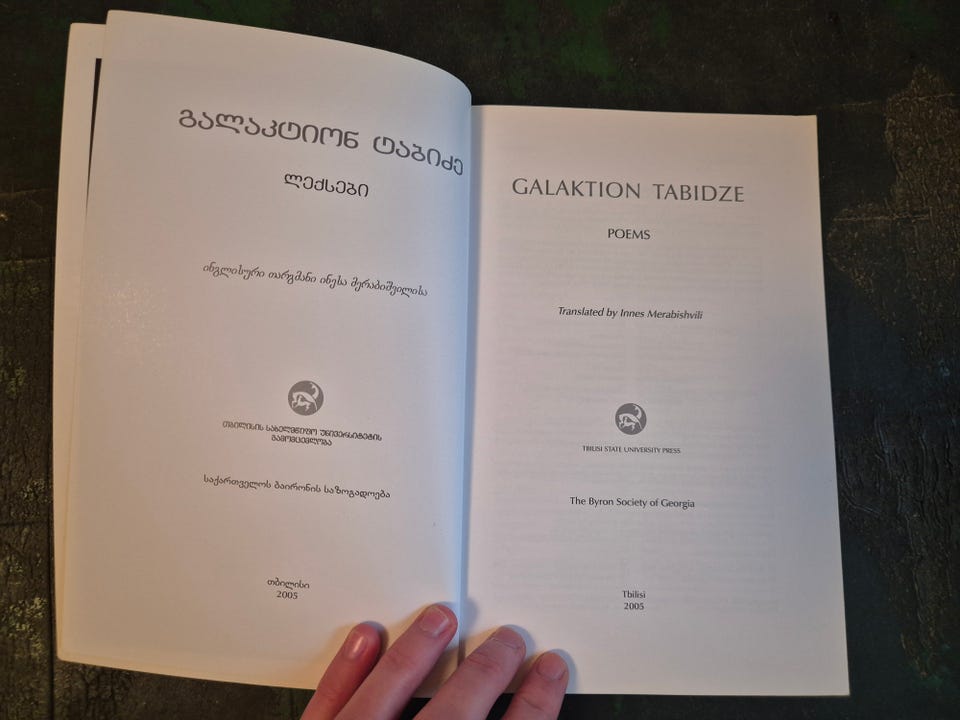 გალაკტიონ ტაბიძე
ლექსები
ინგლისური თარგმანი ინესა მერაბიშვილისა
თბილისის სახელმწიფო უნივერსიტეტის
გამომცემლობა
საქართველოს ბაირონის საზოგადოება
თბილისი
2005
GALAKTION TABIDZE
POEMS
Translated by Innes Merabishvili
TBILISI STATE UNIVERSITY PRESS
The Byron Society of Georgia
Tbilisi
2005